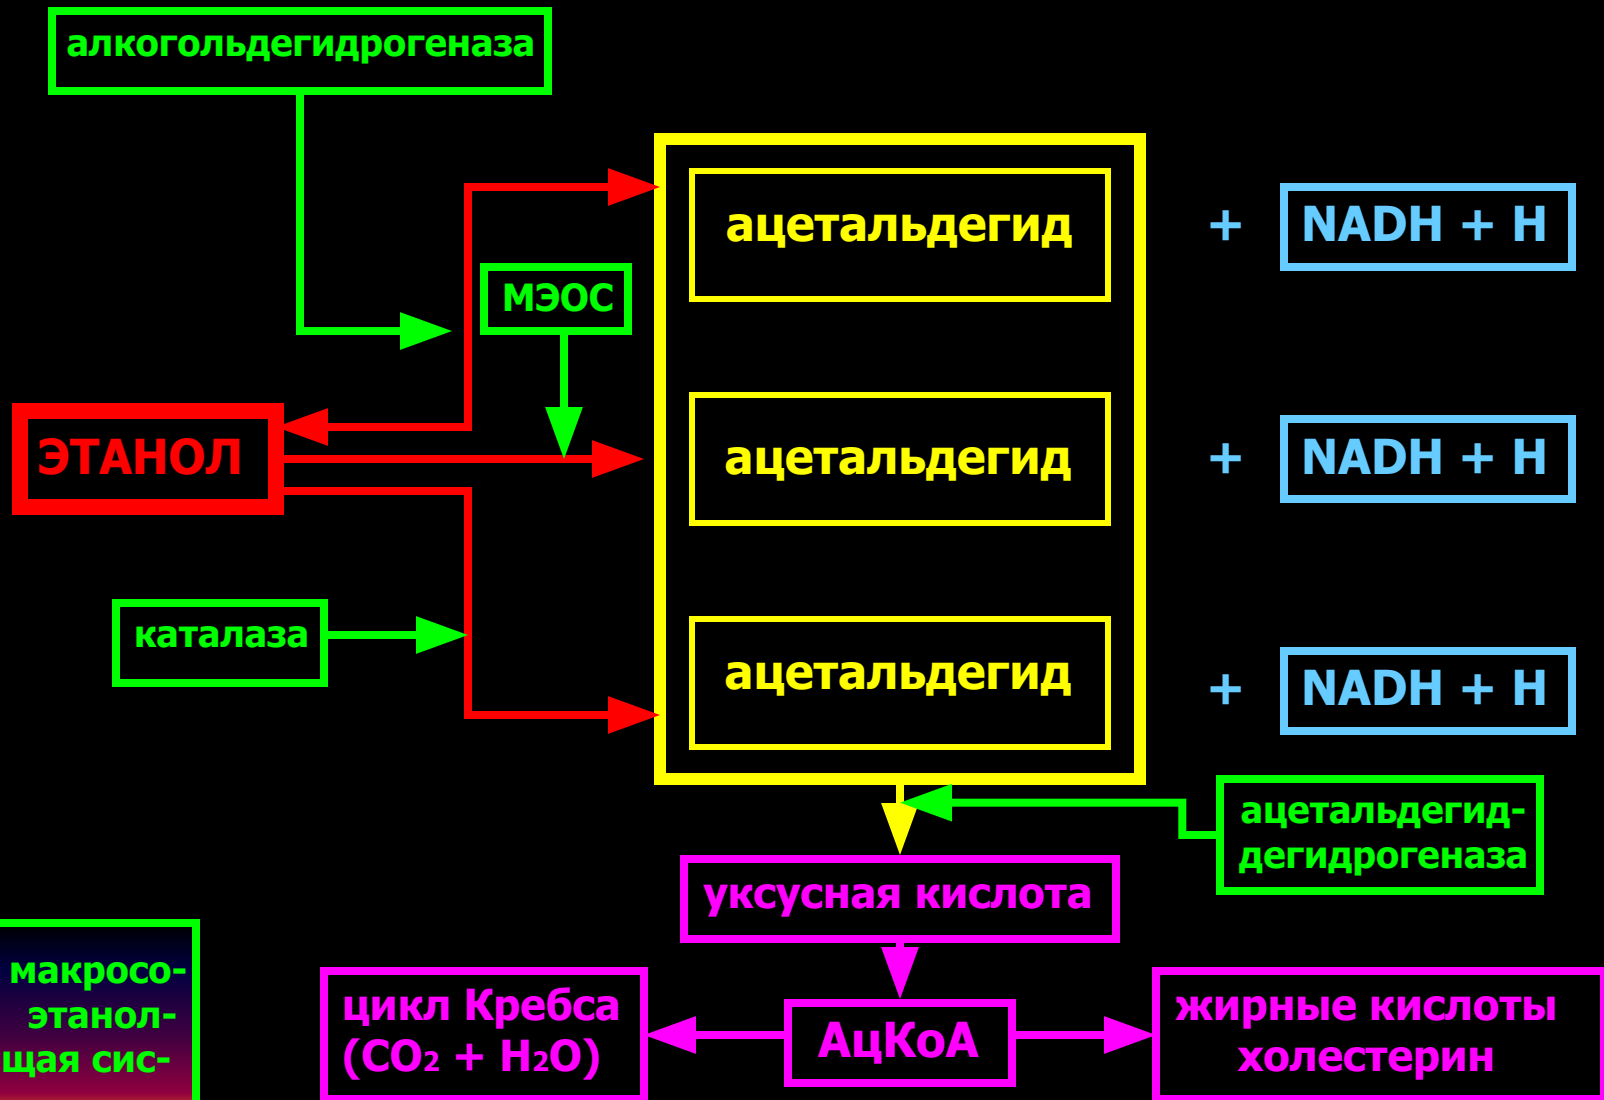 алкогольдегидрогеназа
ацетальдегид + NADH + H
МЭОС
ЭТАНОЛ
ацетальдегид + NADH + H
каталаза
ацетальдегид + NADH + H
ацетальдегид-
дегидрогеназа
уксусная кислота
макросо-
этанол-
щая сис-
цикл Кребса
(CO₂ + H₂O)
АцКоА
жирные кислоты
холестерин